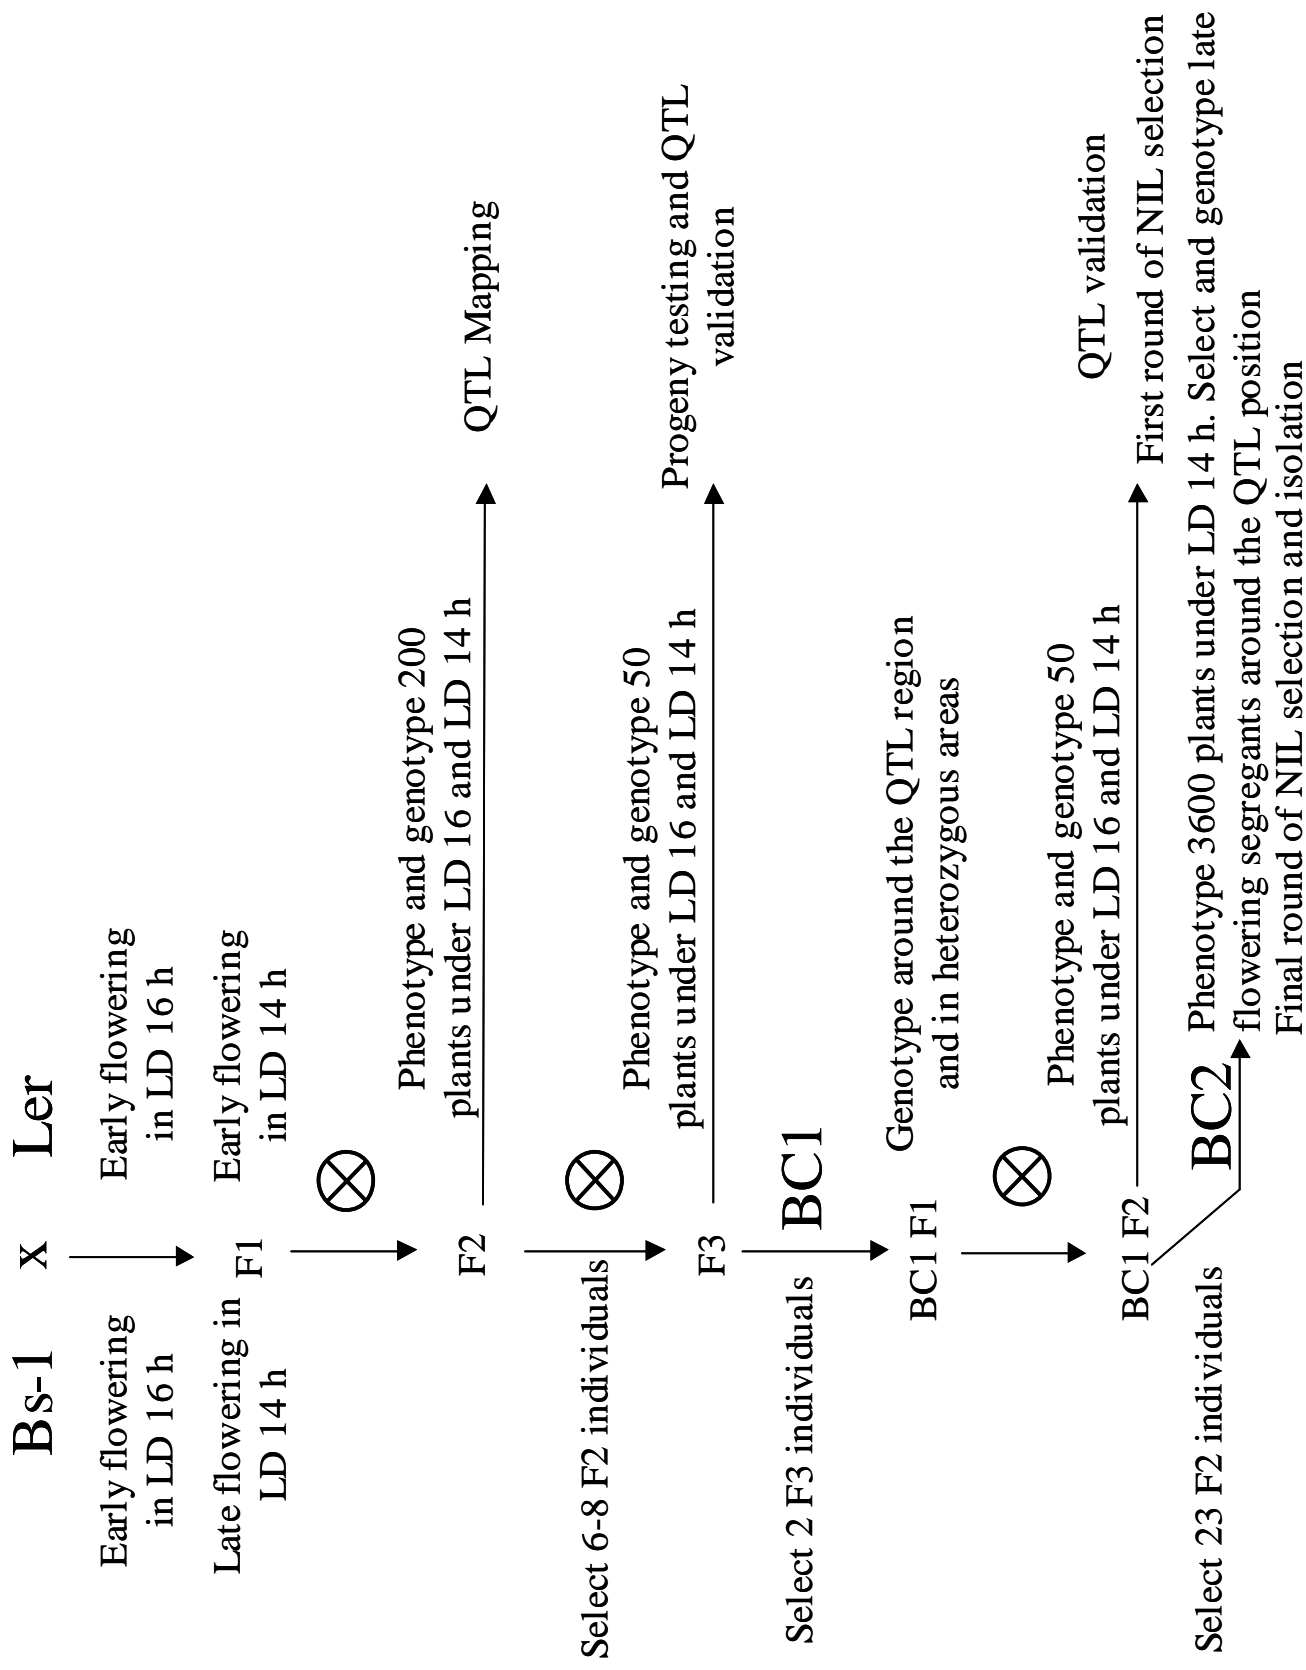 Bs-1 x Ler
Early flowering
in LD 16 h
Early flowering
in LD 16 h
Late flowering in
LD 14 h
F1
Early flowering
in LD 14 h
Phenotype and genotype 200
plants under LD 16 and LD 14 h
F2
QTL Mapping
Select 6-8 F2 individuals
Phenotype and genotype 50
plants under LD 16 and LD 14 h
F3
Progeny testing and QTL
validation
Select 2 F3 individuals
BC1
Genotype around the QTL region
and in heterozygous areas
BC1 F1
Phenotype and genotype 50
plants under LD 16 and LD 14 h
BC1 F2
QTL validation
First round of NIL selection
Select 23 F2 individuals
BC2
Phenotype 3600 plants under LD 14 h. Select and genotype late
flowering segregants around the QTL position
Final round of NIL selection and isolation